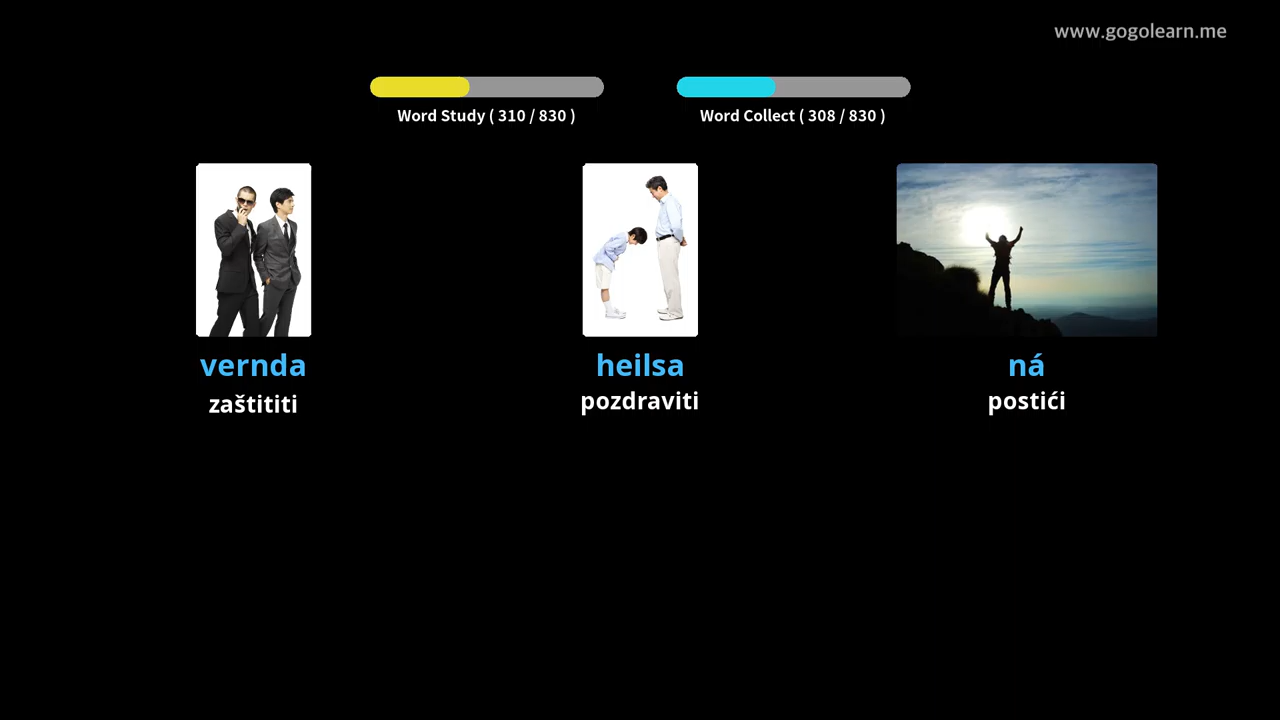 www.gogolearn.me
Word Study ( 310 / 830 )
Word Collect ( 308 / 830 )
vernda
zaštititi
heilsa
pozdraviti
ná
postići